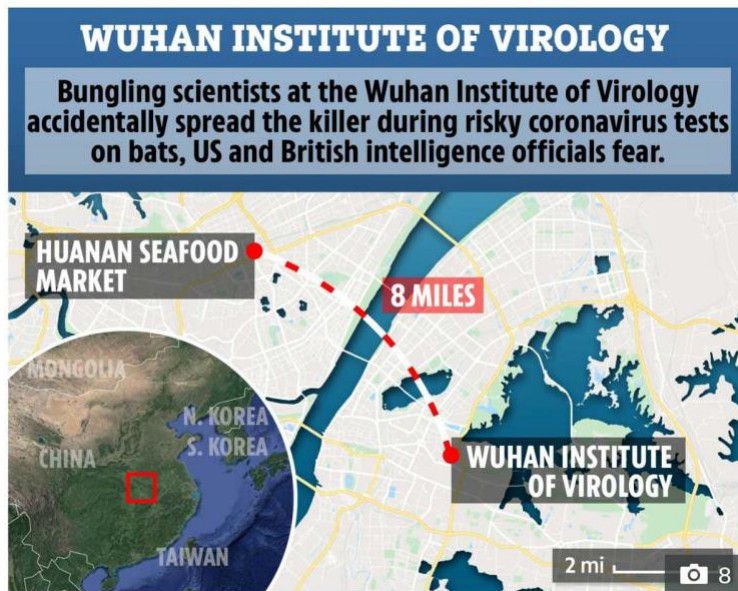 WUHAN INSTITUTE OF VIROLOGY
Bungling scientists at the Wuhan Institute of Virology
accidentally spread the killer during risky coronavirus tests
on bats, US and British intelligence officials fear.
HUANAN SEAFOOD
MARKET
8 MILES
MONGOLIA
N. KOREA
S. KOREA
CHINA
WUHAN INSTITUTE
OF VIROLOGY
TAIWAN
2 mi
8